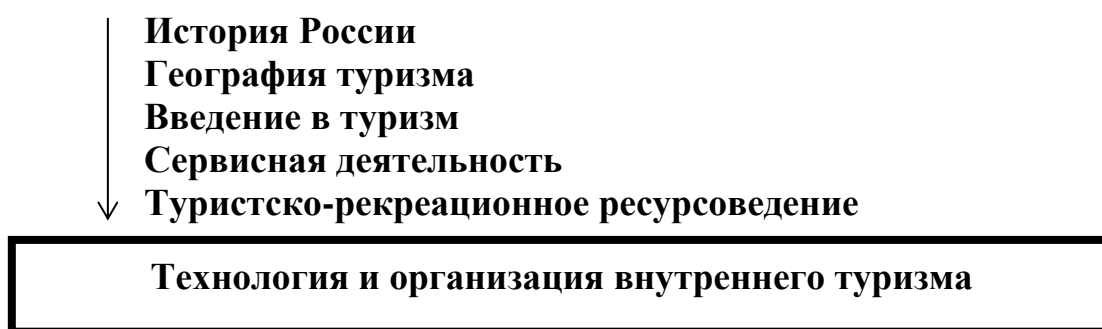 История России
География туризма
Введение в туризм
Сервисная деятельность
Туристско-рекреационное ресурсоведение
Технология и организация внутреннего туризма